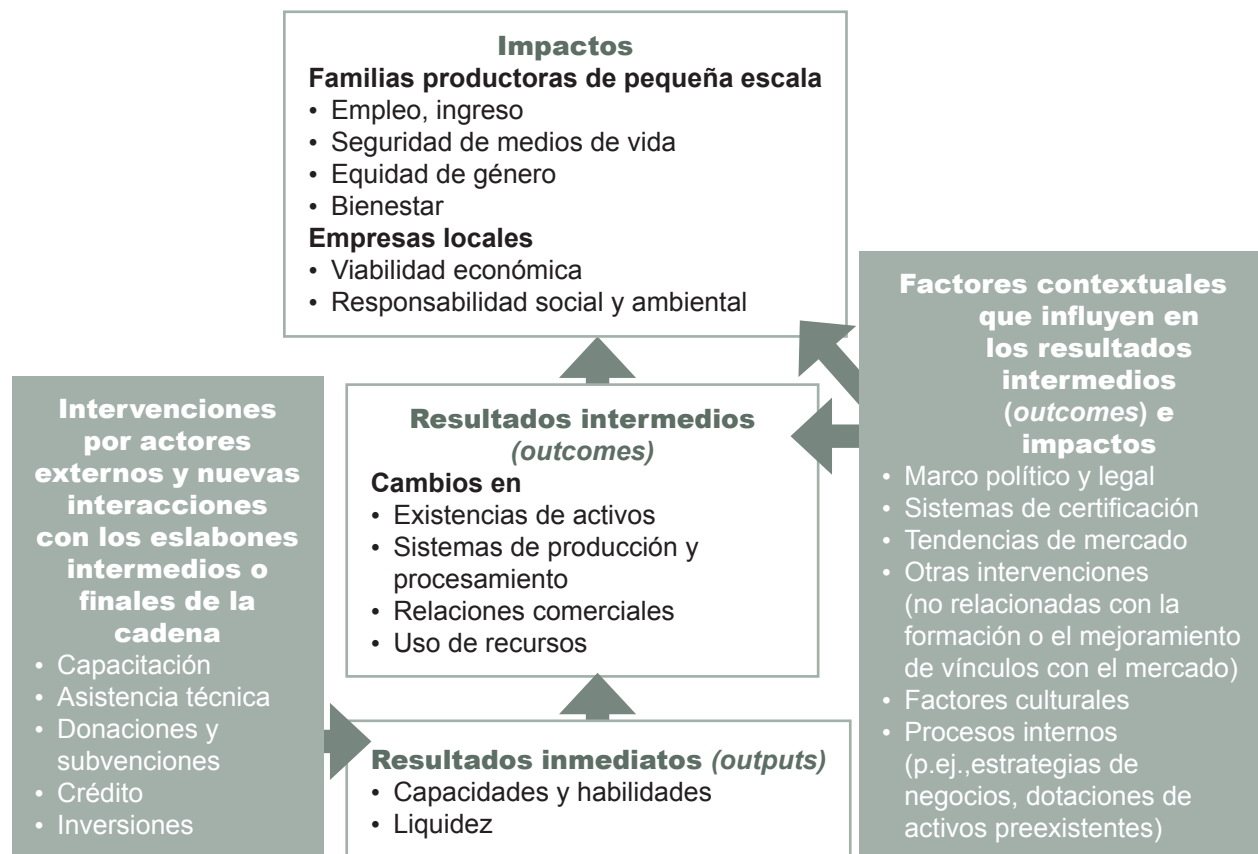 Impactos
Familias productoras de pequeña escala
• Empleo, ingreso
• Seguridad de medios de vida
• Equidad de género
• Bienestar
Empresas locales
• Viabilidad económica
• Responsabilidad social y ambiental
Intervenciones
por actores
externos y nuevas
interacciones
con los eslabones
intermedios o
finales de la
cadena
• Capacitación
• Asistencia técnica
• Donaciones y
subvenciones
• Crédito
• Inversiones
Resultados intermedios
(outcomes)
Cambios en
• Existencias de activos
• Sistemas de producción y
procesamiento
• Relaciones comerciales
• Uso de recursos
Resultados inmediatos (outputs)
• Capacidades y habilidades
• Liquidez
Factores contextuales
que influyen en
los resultados
intermedios
(outcomes) e
impactos
• Marco político y legal
• Sistemas de certificación
• Tendencias de mercado
• Otras intervenciones
(no relacionadas con la
formación o el mejoramiento
de vínculos con el mercado)
• Factores culturales
• Procesos internos
(p.ej.,estrategias de
negocios, dotaciones de
activos preexistentes)